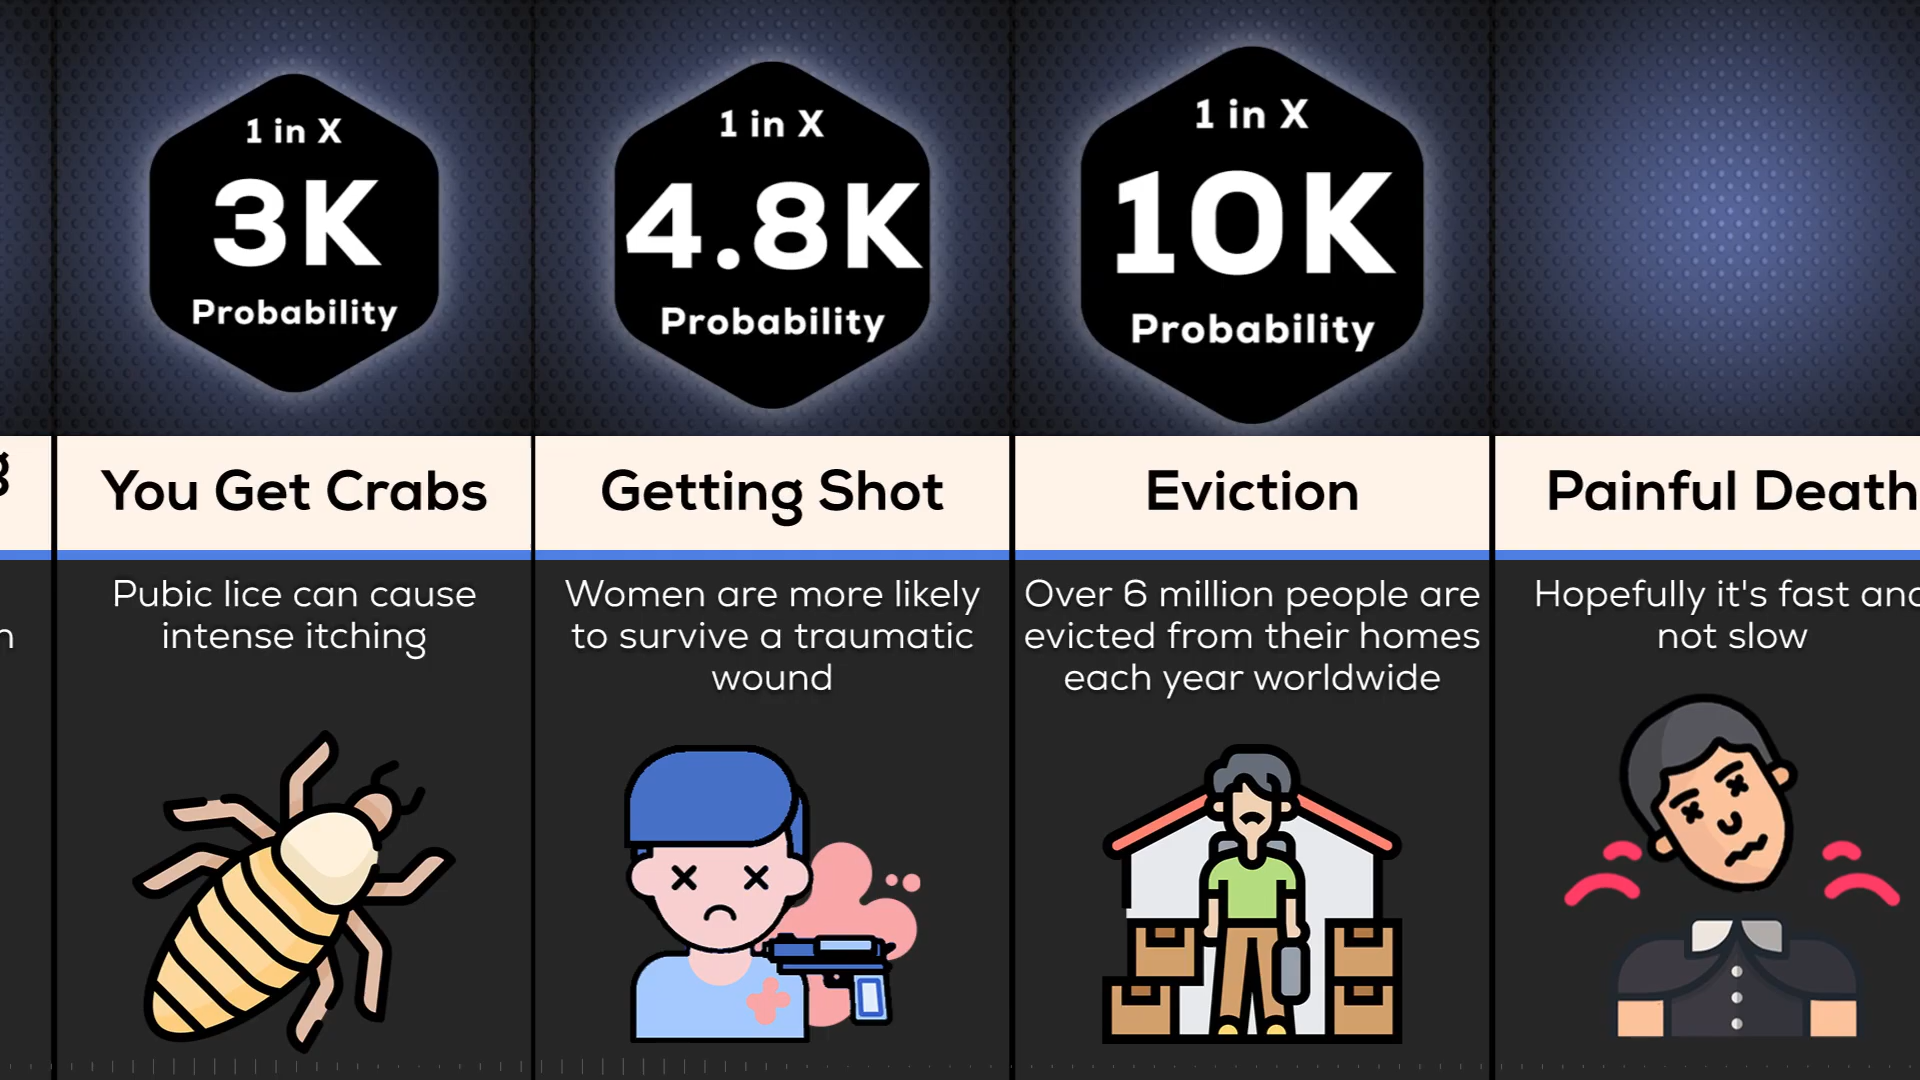 1 in X
3K
Probability
You Get Crabs
Pubic lice can cause
intense itching
1 in X
4.8K
Probability
Getting Shot
Women are more likely
to survive a traumatic
wound
1 in X
10K
Probability
Eviction
Over 6 million people are
evicted from their homes
each year worldwide
Painful Death
Hopefully it's fast and
not slow